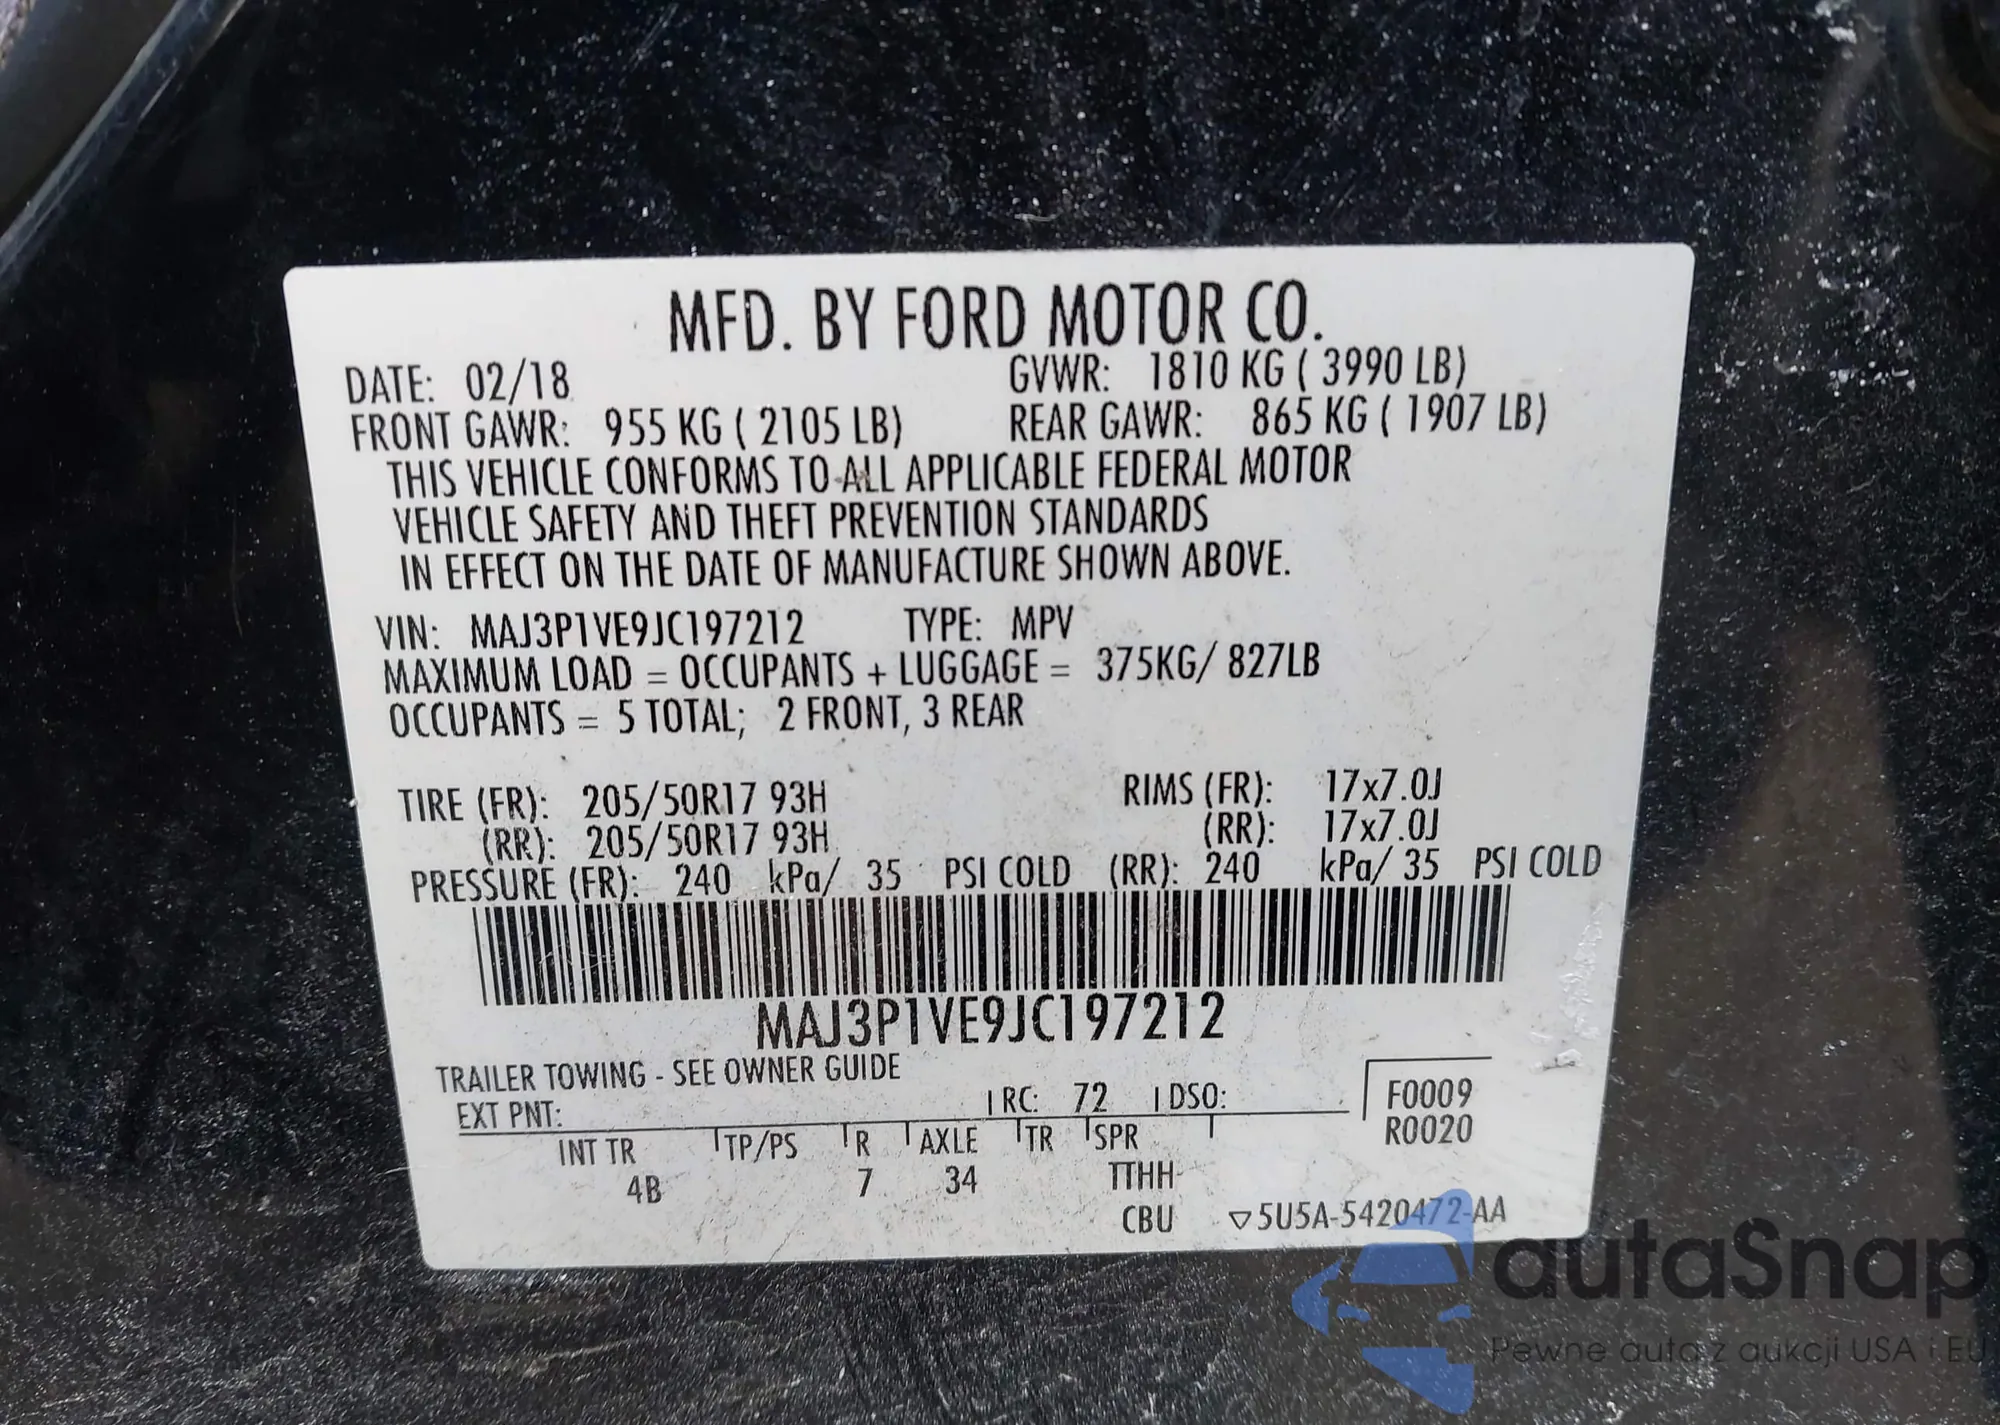 MFD. BY FORD MOTOR CO.
DATE: 02/18 GVWR: 1810 KG ( 3990 LB)
FRONT GAWR: 955 KG ( 2105 LB) REAR GAWR: 865 KG ( 1907 LB)
THIS VEHICLE CONFORMS TO ALL APPLICABLE FEDERAL MOTOR
VEHICLE SAFETY AND THEFT PREVENTION STANDARDS
IN EFFECT ON THE DATE OF MANUFACTURE SHOWN ABOVE.
VIN: MAJ3P1VE9JC197212 TYPE: MPV
MAXIMUM LOAD = OCCUPANTS + LUGGAGE = 375KG/ 827LB
OCCUPANTS = 5 TOTAL; 2 FRONT, 3 REAR
TIRE (FR): 205/50R17 93H RIMS (FR): 17x7.0J
(RR): 205/50R17 93H (RR): 17x7.0J
PRESSURE (FR): 240 kPa/ 35 PSI COLD (RR): 240 kPa/ 35 PSI COLD
MAJ3P1VE9JC197212
TRAILER TOWING - SEE OWNER GUIDE
EXT PNT: RC: 72 DSO: F0009
R0020
INT TR TP/PS R AXLE TR SPR
4B 7 34 TTHH
CBU ▽5U5A-5420472-AA
autaSnap
Pewne auta z aukcji USA i EU